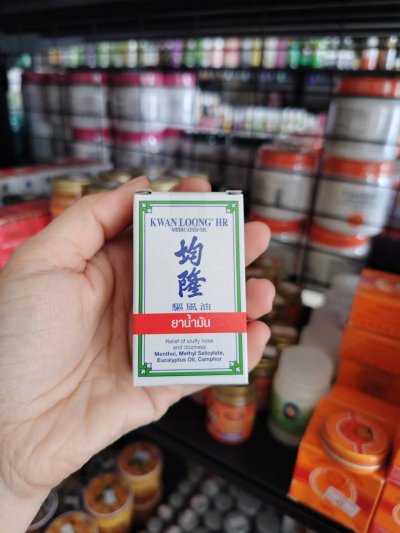 KWAN LOONG® HR
MEDICATED OIL
均
隆
驅風油
ยาน้ำมัน
Relief of stuffy nose
and dizziness
Menthol, Methyl Salicylate,
Eucalyptus Oil, Camphor